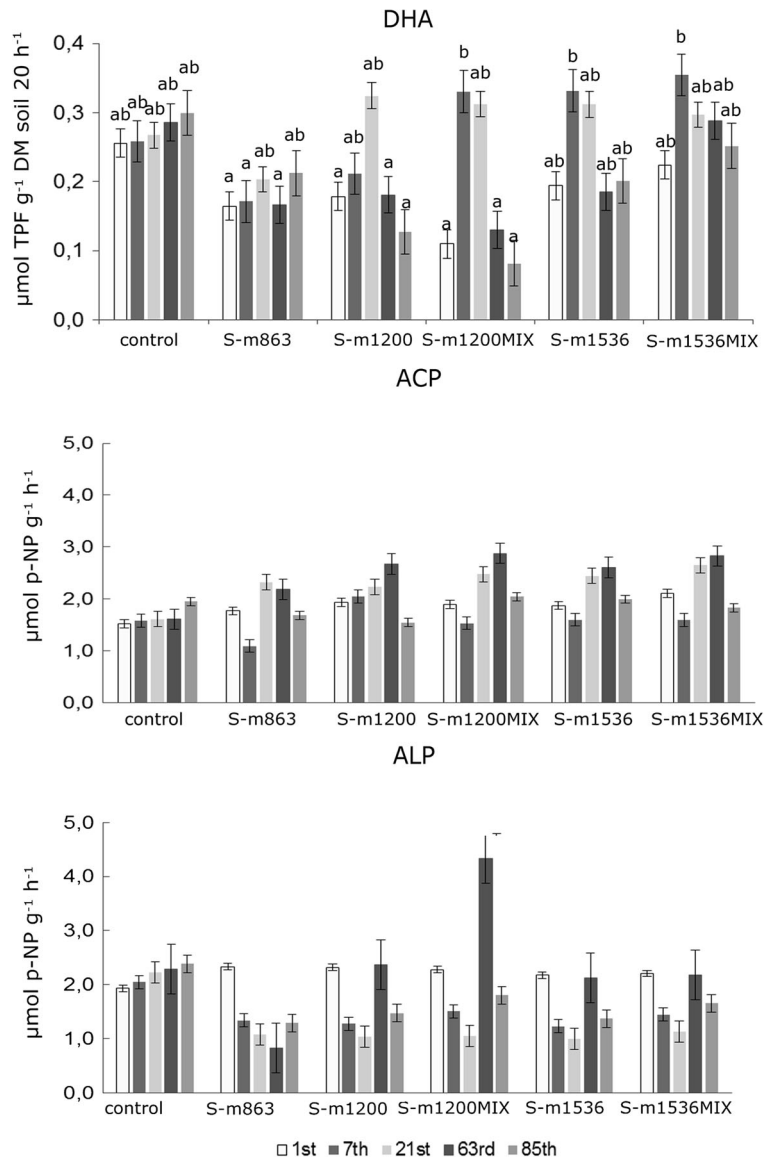 DHA
µmol TPF g⁻¹ DM soil 20 h⁻¹
0,4
0,3
0,2
0,1
0,0
ab ab ab ab ab
a a ab a ab
a ab ab a a
a b ab a a
ab b ab ab ab
ab b ab ab ab
control S-m863 S-m1200 S-m1200MIX S-m1536 S-m1536MIX
ACP
µmol p-NP g⁻¹ h⁻¹
5,0
4,0
3,0
2,0
1,0
0,0
control S-m863 S-m1200 S-m1200MIX S-m1536 S-m1536MIX
ALP
µmol p-NP g⁻¹ h⁻¹
5,0
4,0
3,0
2,0
1,0
0,0
control S-m863 S-m1200 S-m1200MIX S-m1536 S-m1536MIX
1st 7th 21st 63rd 85th